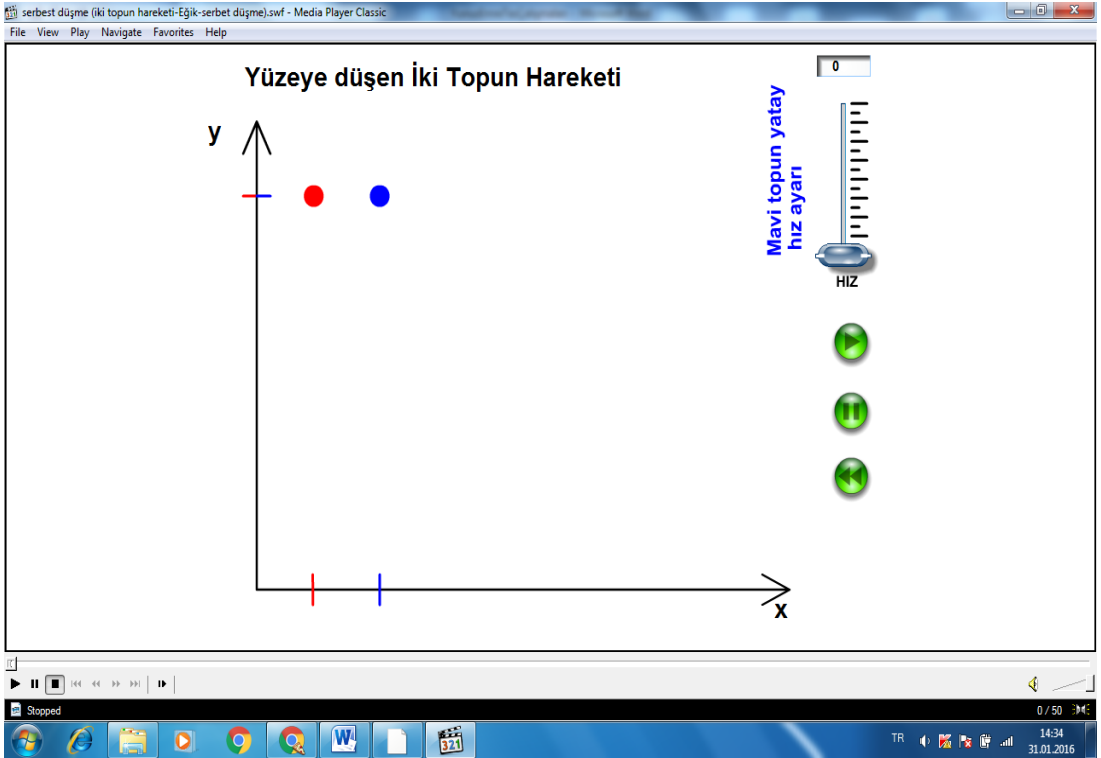 serbest düşme (iki topun hareketi-Eğik-serbet düşme).swf - Media Player Classic
File View Play Navigate Favorites Help
Yüzeye düşen İki Topun Hareketi
0
y
Mavi topun yatay
hız ayarı
HIZ
x
Stopped
0 / 50
W
321
TR
14:34
31.01.2016